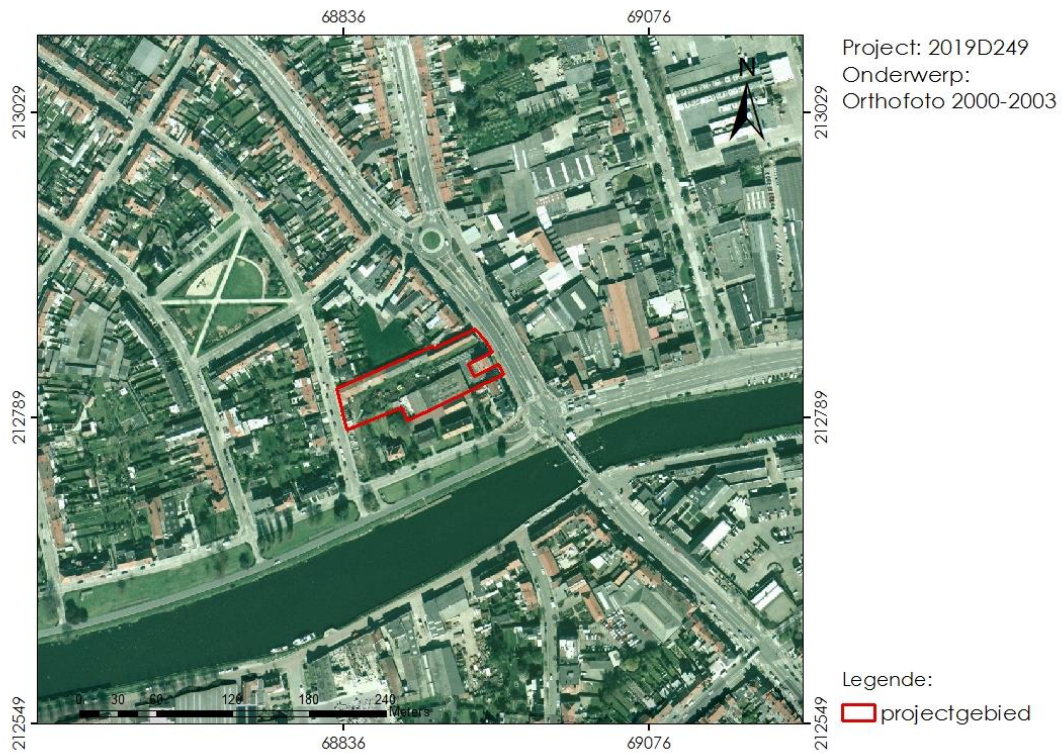 68836 69076
Project: 2019D249
Onderwerp:
Orthofoto 2000-2003
N
213029 213029
212789 212789
Legende:
projectgebied
0 30 60 120 180 240
Meters
212549 212549
68836 69076